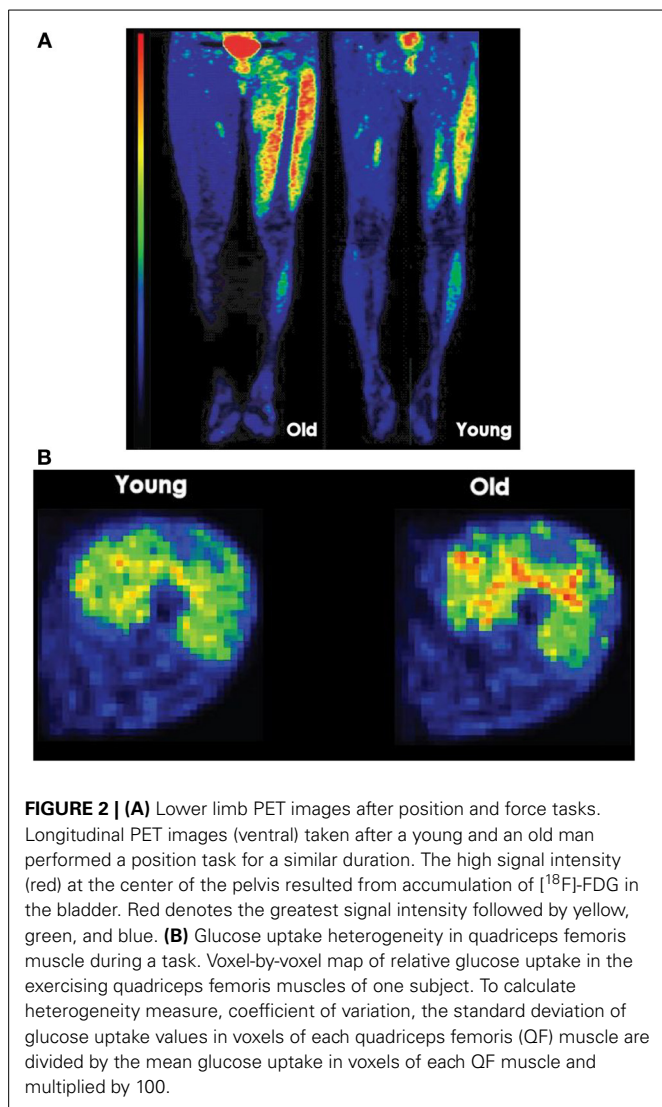 A
Old
Young
B
Young
Old
FIGURE 2 | (A) Lower limb PET images after position and force tasks.
Longitudinal PET images (ventral) taken after a young and an old man
performed a position task for a similar duration. The high signal intensity
(red) at the center of the pelvis resulted from accumulation of [¹⁸F]-FDG in
the bladder. Red denotes the greatest signal intensity followed by yellow,
green, and blue. (B) Glucose uptake heterogeneity in quadriceps femoris
muscle during a task. Voxel-by-voxel map of relative glucose uptake in the
exercising quadriceps femoris muscles of one subject. To calculate
heterogeneity measure, coefficient of variation, the standard deviation of
glucose uptake values in voxels of each quadriceps femoris (QF) muscle are
divided by the mean glucose uptake in voxels of each QF muscle and
multiplied by 100.